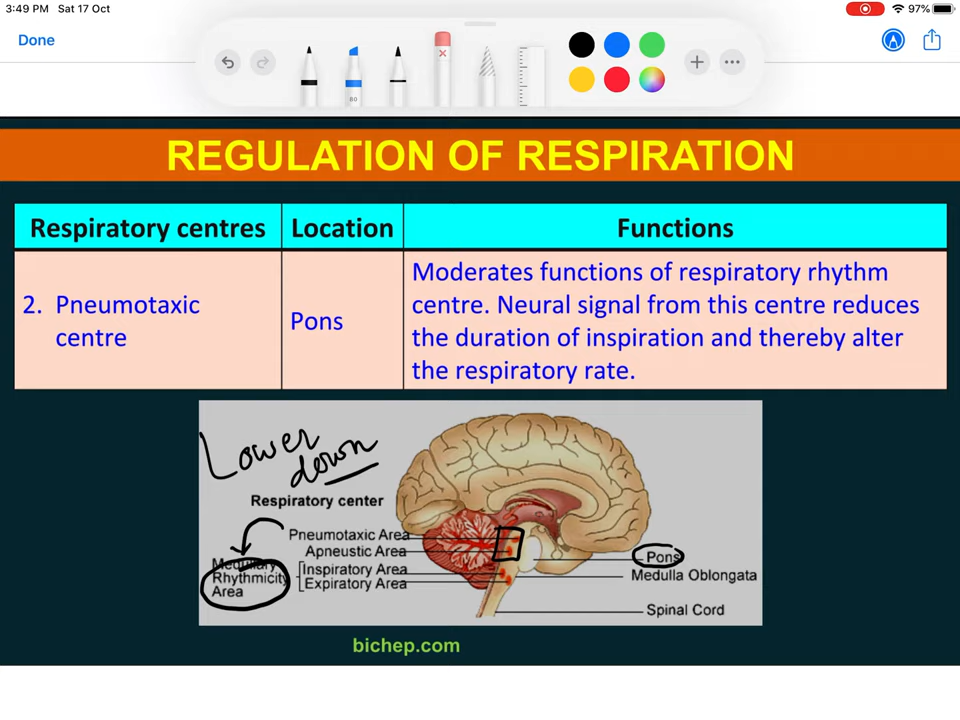 3:49 PM Sat 17 Oct
97%
Done
80
REGULATION OF RESPIRATION
Respiratory centres Location Functions
2. Pneumotaxic centre
Pons
Moderates functions of respiratory rhythm
centre. Neural signal from this centre reduces
the duration of inspiration and thereby alter
the respiratory rate.
Lower
down
Respiratory center
Pneumotaxic Area
Apneustic Area
Medullary
Rhythmicity
Area
Inspiratory Area
Expiratory Area
Pons
Medulla Oblongata
Spinal Cord
bichep.com